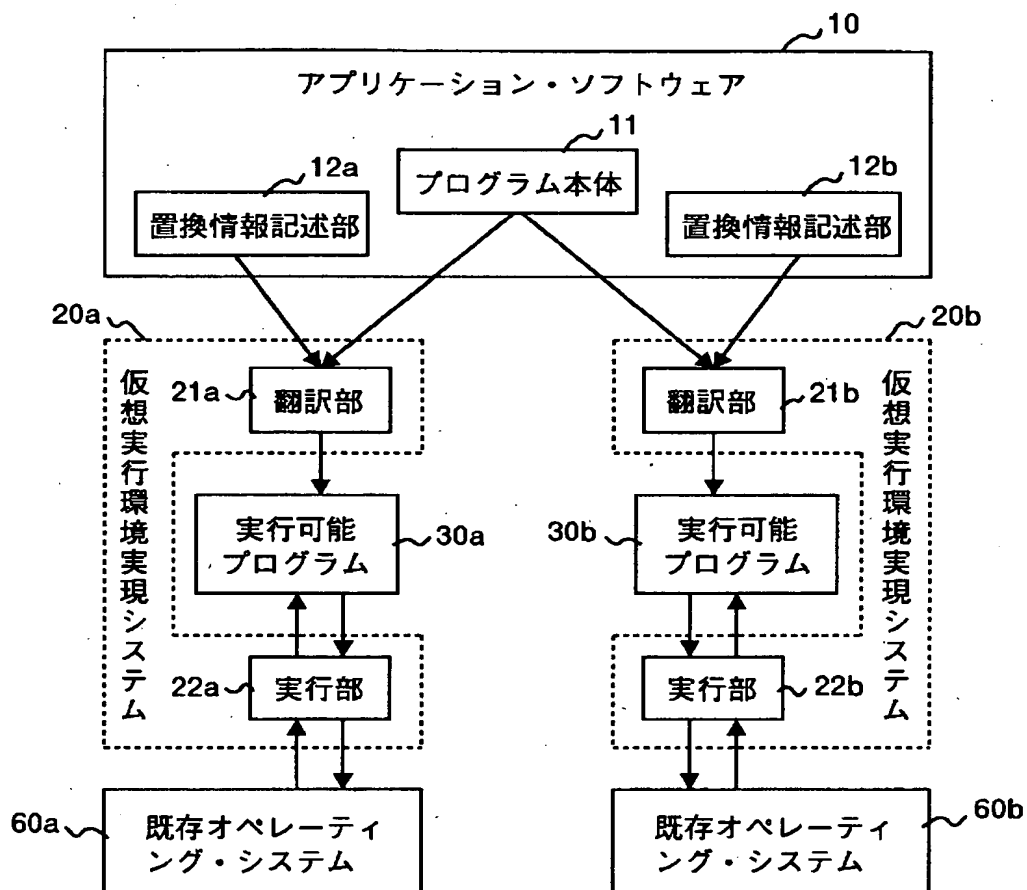 10
アプリケーション・ソフトウェア
11
プログラム本体
12a
置換情報記述部
12b
置換情報記述部
20a
仮想実行環境実現システム
21a
翻訳部
実行可能
プログラム
30a
22a
実行部
60a
既存オペレーティ
ング・システム
20b
仮想実行環境実現システム
21b
翻訳部
30b
実行可能
プログラム
22b
実行部
60b
既存オペレーティ
ング・システム